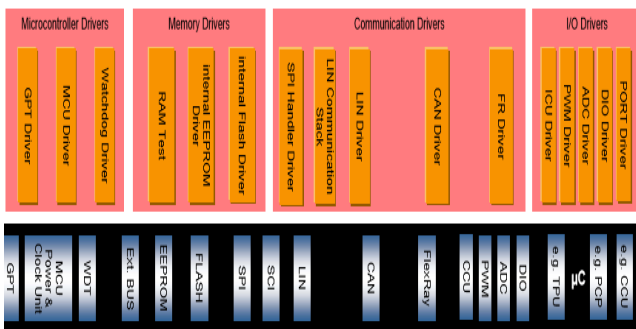 Microcontroller Drivers
Memory Drivers
Communication Drivers
I/O Drivers
GPT Driver
MCU Driver
Watchdog Driver
RAM Test
internal EEPROM
Driver
internal Flash Driver
SPI Handler Driver
LIN Communication
Stack
LIN Driver
CAN Driver
FR Driver
ICU Driver
PWM Driver
ADC Driver
DIO Driver
PORT Driver
GPT
MCU
Power &
Clock Unit
WDT
Ext. BUS
EEPROM
FLASH
SPI
SCI
LIN
CAN
FlexRay
CCU
PWM
ADC
DIO
e.g. TPU
µC
e.g. PCP
e.g. CCU